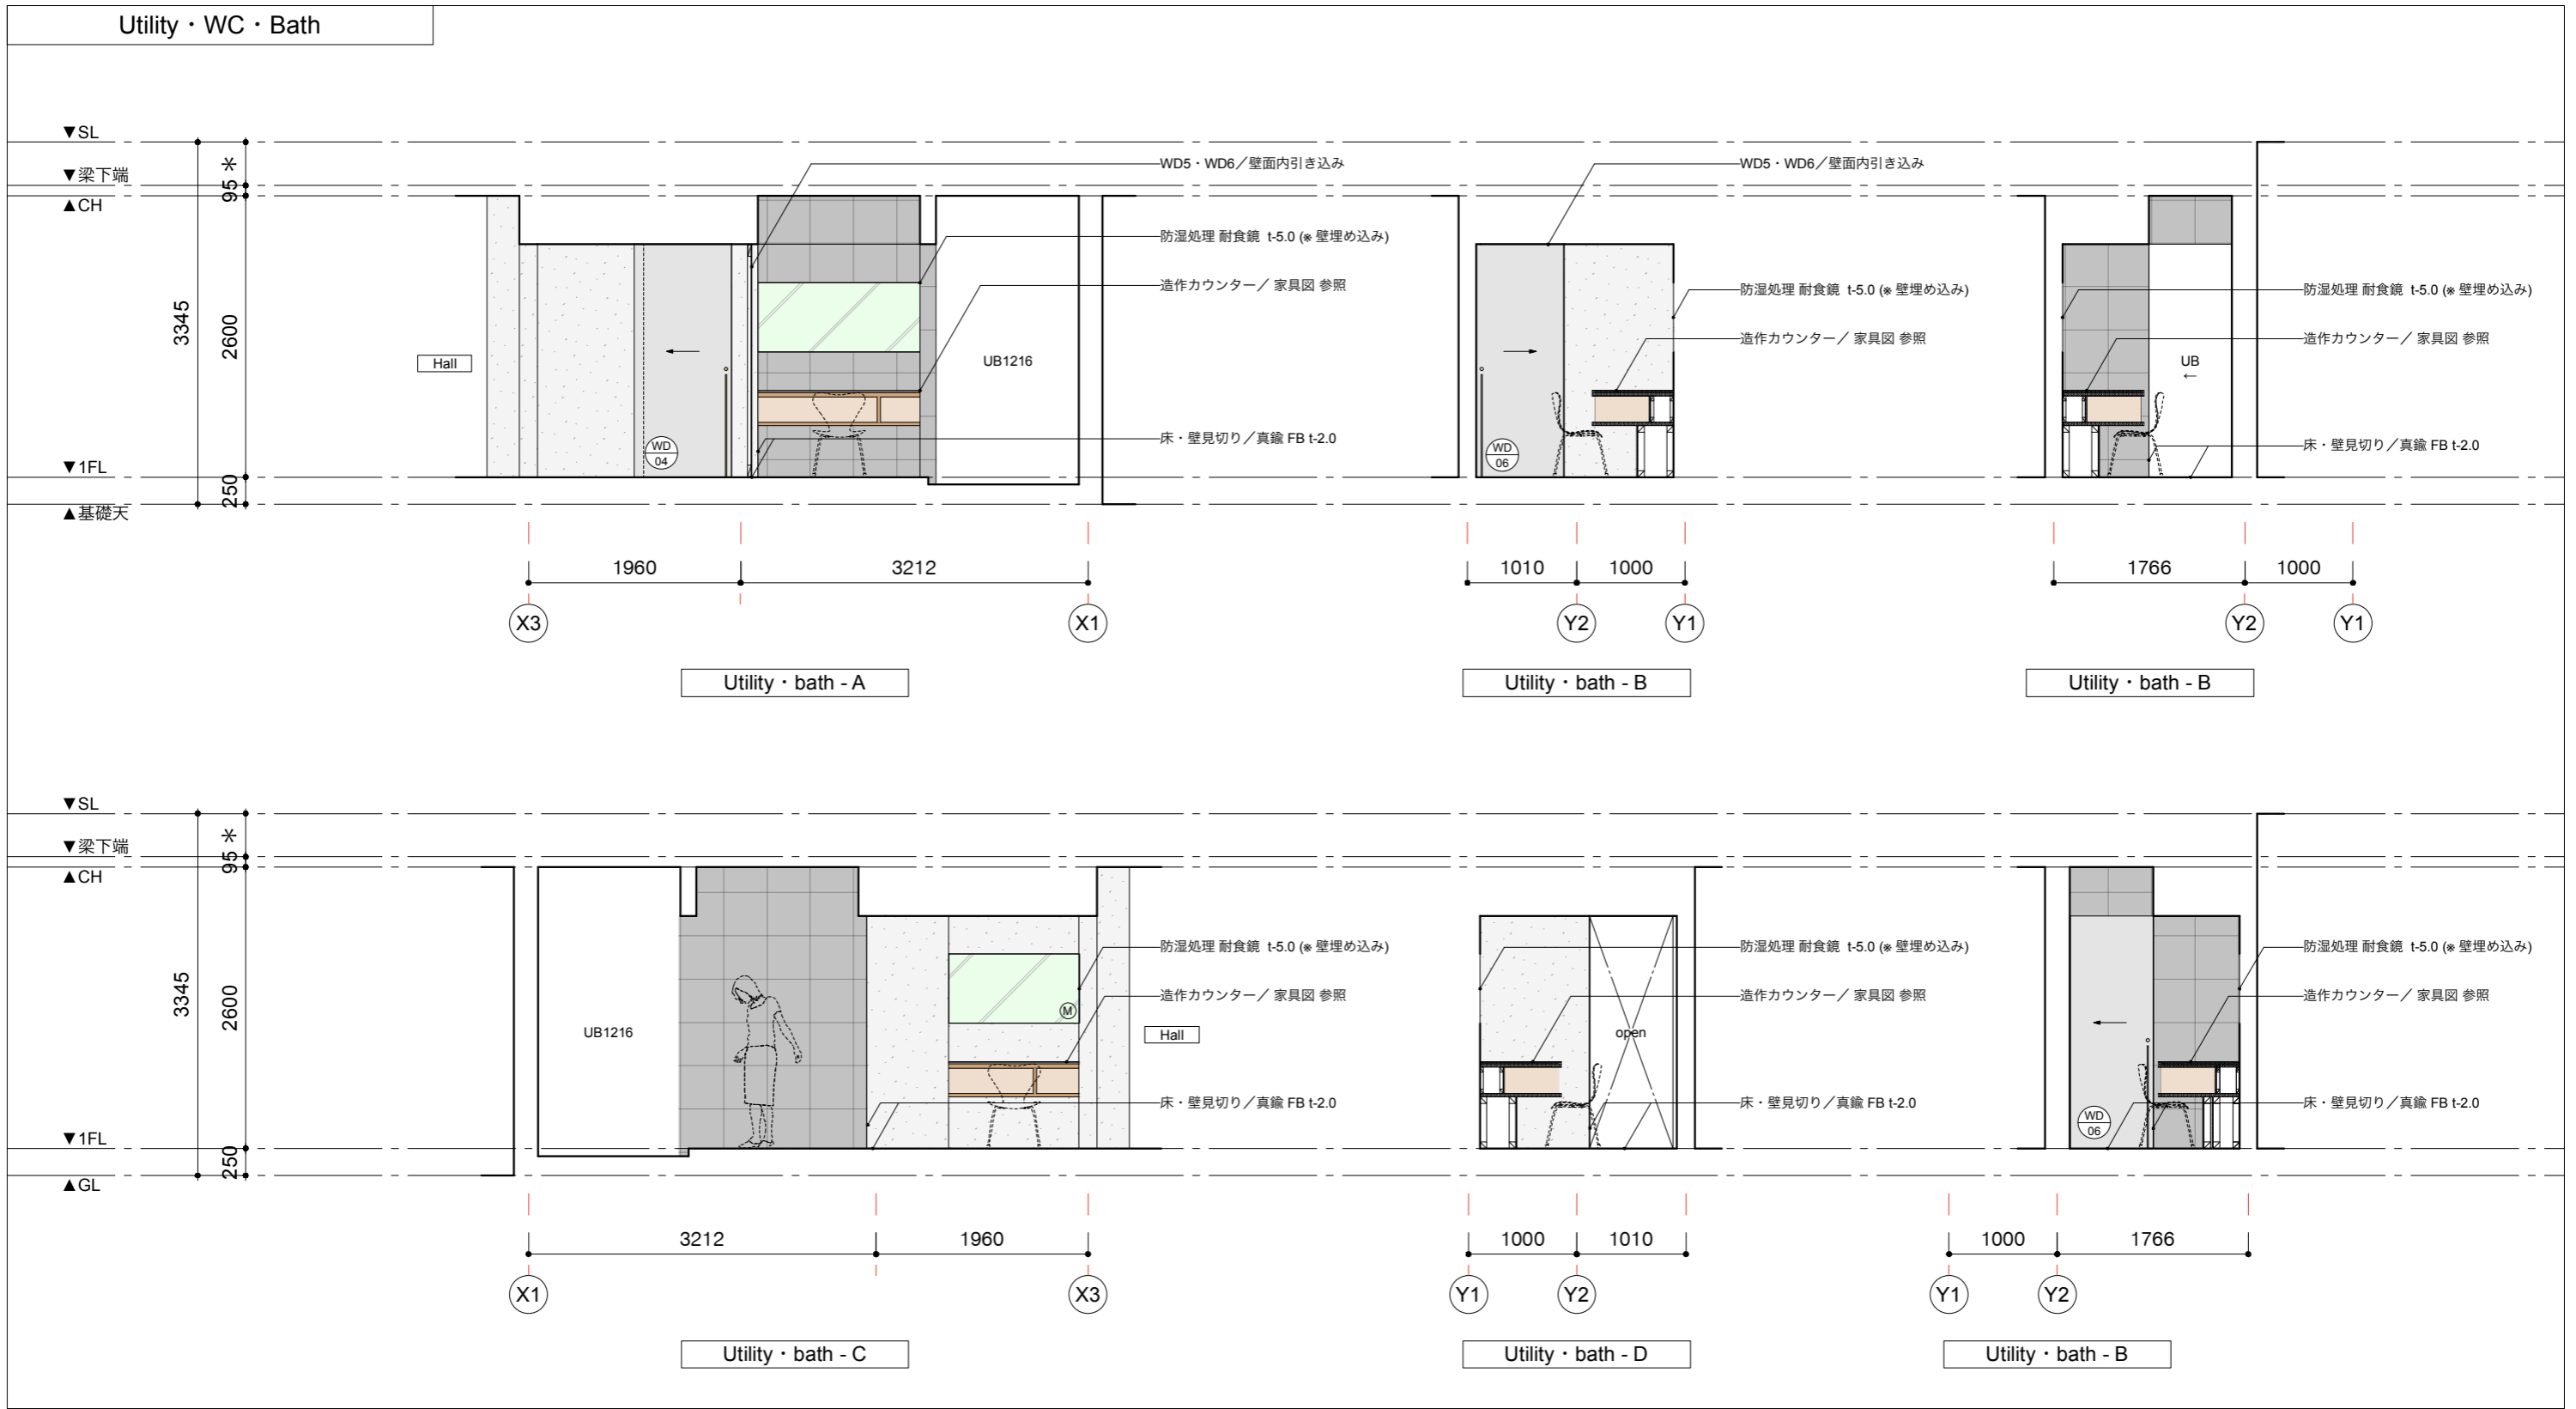 Utility・WC・Bath
▼SL
▼梁下端
▲CH
▼1FL
▲基礎天
3345
95 *
2600
250
Hall
WD
04
UB1216
WD5・WD6／壁面内引き込み
防湿処理 耐食鏡 t-5.0 (※ 壁埋め込み)
造作カウンター／ 家具図 参照
床・壁見切り／真鍮 FB t-2.0
1960
3212
X3
X1
Utility・bath - A
WD
06
WD5・WD6／壁面内引き込み
防湿処理 耐食鏡 t-5.0 (※ 壁埋め込み)
造作カウンター／ 家具図 参照
1010
1000
Y2
Y1
Utility・bath - B
UB
←
防湿処理 耐食鏡 t-5.0 (※ 壁埋め込み)
造作カウンター／ 家具図 参照
床・壁見切り／真鍮 FB t-2.0
1766
1000
Y2
Y1
Utility・bath - B
▼SL
▼梁下端
▲CH
▼1FL
▲GL
3345
95 *
2600
250
UB1216
M
Hall
防湿処理 耐食鏡 t-5.0 (※ 壁埋め込み)
造作カウンター／ 家具図 参照
床・壁見切り／真鍮 FB t-2.0
3212
1960
X1
X3
Utility・bath - C
open
防湿処理 耐食鏡 t-5.0 (※ 壁埋め込み)
造作カウンター／ 家具図 参照
床・壁見切り／真鍮 FB t-2.0
1000
1010
Y1
Y2
Utility・bath - D
WD
06
防湿処理 耐食鏡 t-5.0 (※ 壁埋め込み)
造作カウンター／ 家具図 参照
床・壁見切り／真鍮 FB t-2.0
1000
1766
Y1
Y2
Utility・bath - B